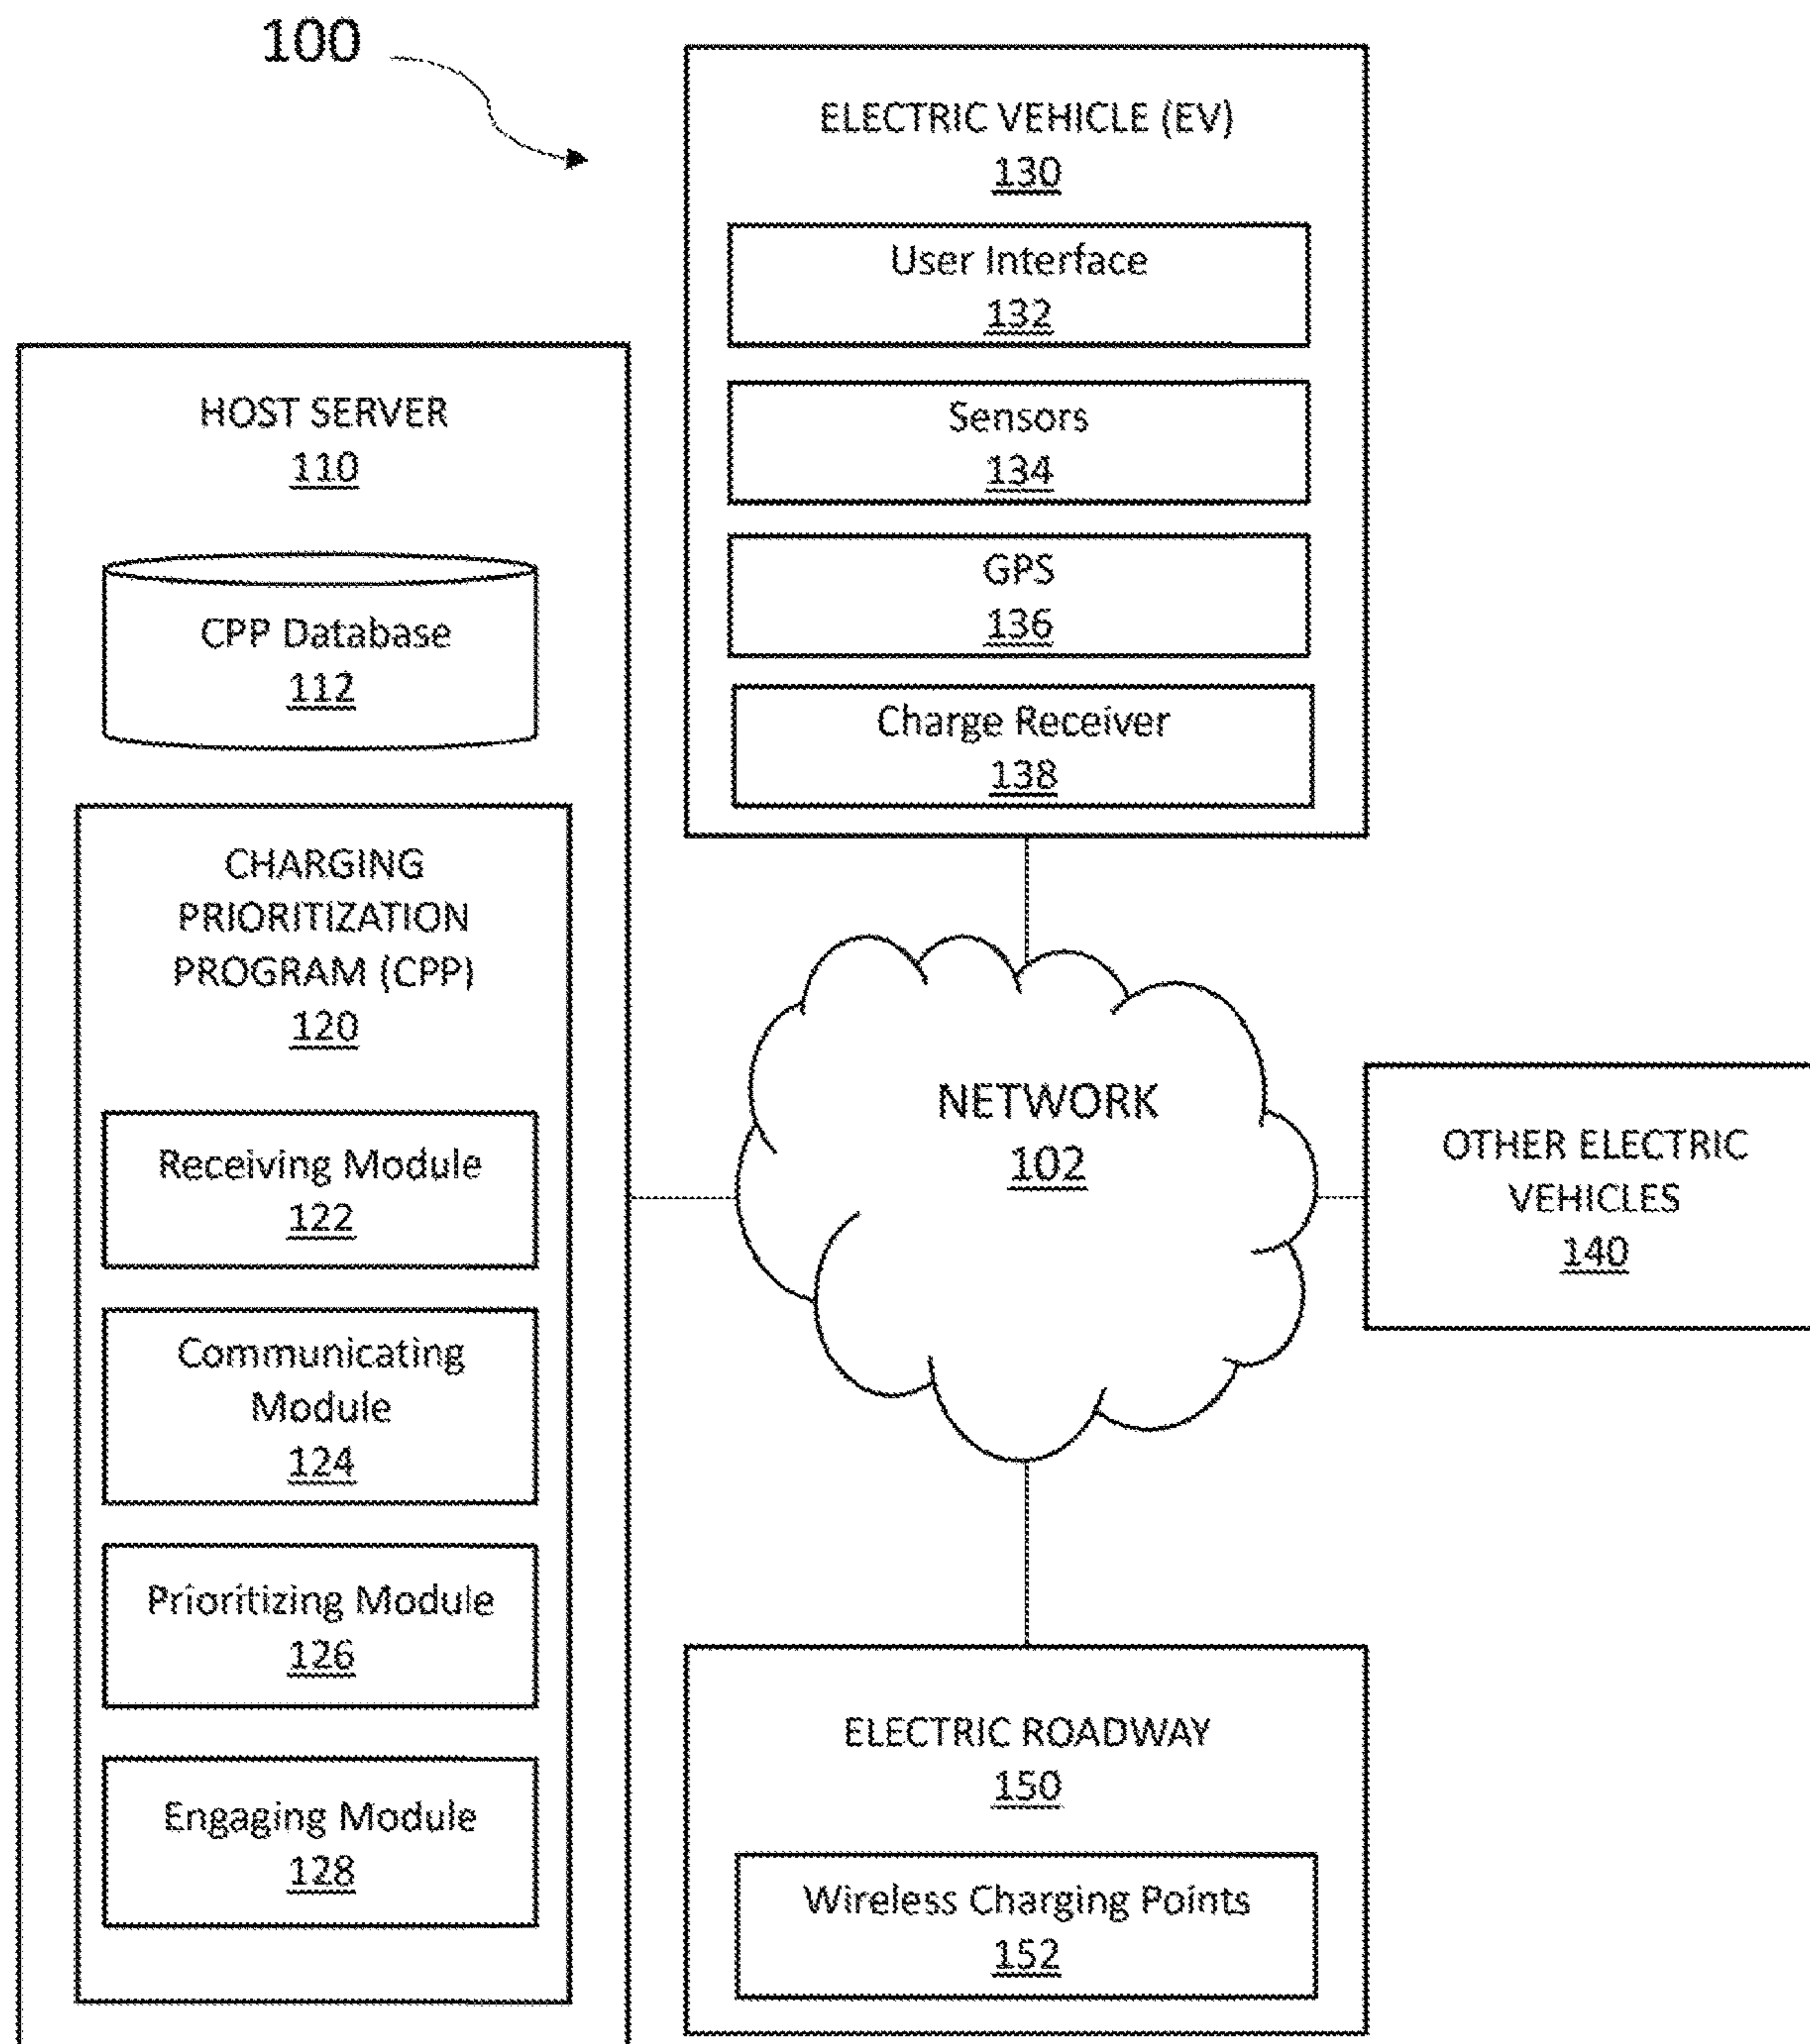 100
ELECTRIC VEHICLE (EV)
130
User Interface
132
Sensors
134
GPS
136
Charge Receiver
138
HOST SERVER
110
CPP Database
112
CHARGING
PRIORITIZATION
PROGRAM (CPP)
120
Receiving Module
122
Communicating
Module
124
Prioritizing Module
126
Engaging Module
128
NETWORK
102
OTHER ELECTRIC
VEHICLES
140
ELECTRIC ROADWAY
150
Wireless Charging Points
152